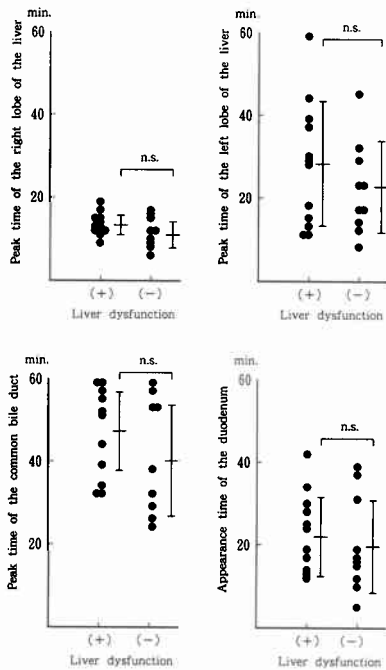 min.
60
40
20
Peak time of the right lobe of the liver
n.s.
(+) (−)
Liver dysfunction
min.
60
40
20
Peak time of the left lobe of the liver
n.s.
(+) (−)
Liver dysfunction
min.
60
40
20
Peak time of the common bile duct
n.s.
(+) (−)
Liver dysfunction
min.
60
40
20
Appearance time of the duodenum
n.s.
(+) (−)
Liver dysfunction